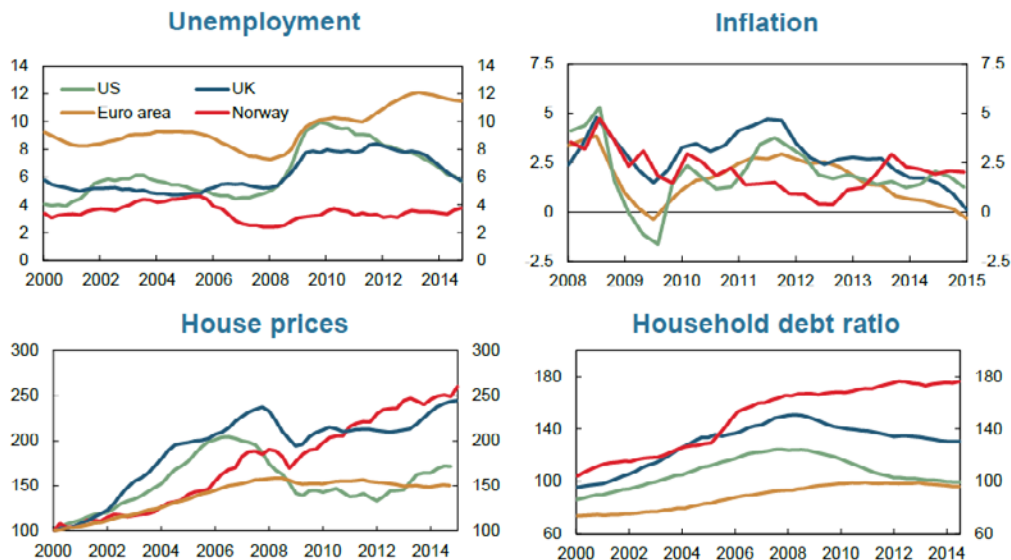 Unemployment
14 14
12 US UK 12
10 Euro area Norway 10
8 8
6 6
4 4
2 2
0 0
2000 2002 2004 2006 2008 2010 2012 2014
Inflation
7.5 7.5
5 5
2.5 2.5
0 0
-2.5 -2.5
2008 2009 2010 2011 2012 2013 2014 2015
House prices
300 300
250 250
200 200
150 150
100 100
2000 2002 2004 2006 2008 2010 2012 2014
Household debt ratio
180 180
140 140
100 100
60 60
2000 2002 2004 2006 2008 2010 2012 2014